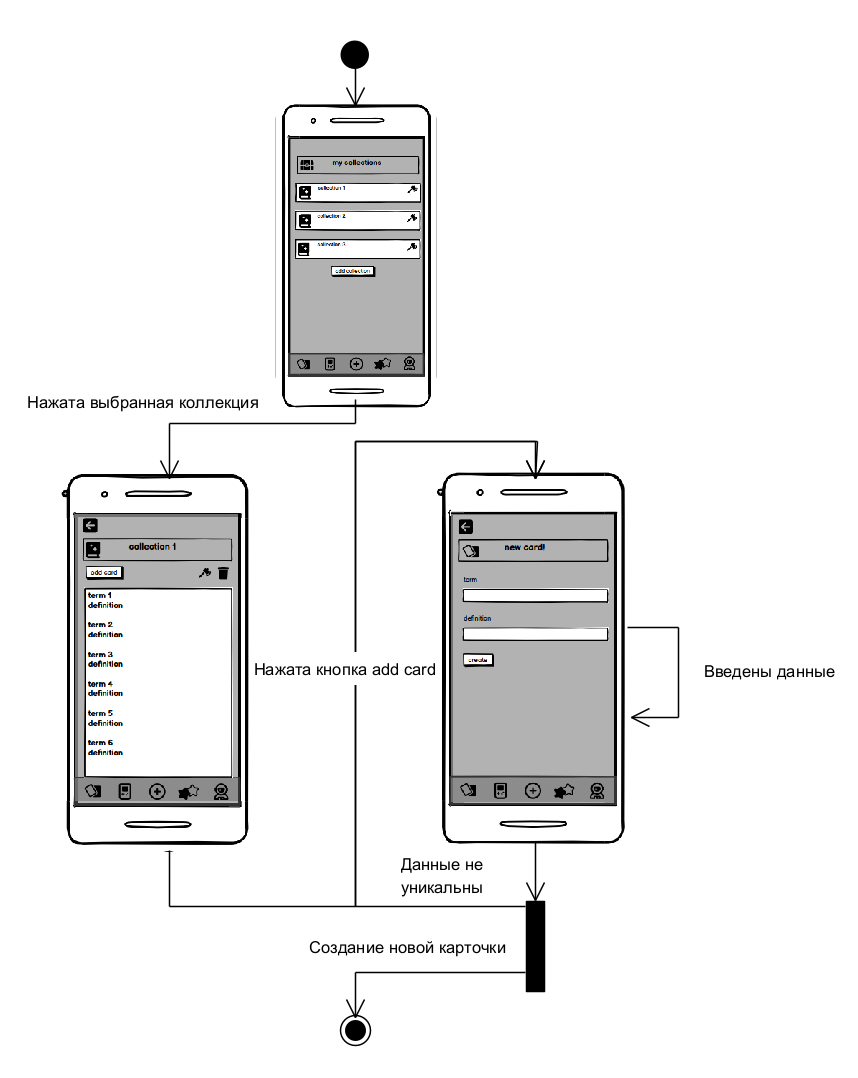 my collections
collection 1
collection 2
collection 3
add collection
Нажата выбранная коллекция
collection 1
add card
term 1
definition
term 2
definition
term 3
definition
term 4
definition
term 5
definition
term 6
definition
Нажата кнопка add card
new card!
term
definition
create
Введены данные
Данные не
уникальны
Создание новой карточки